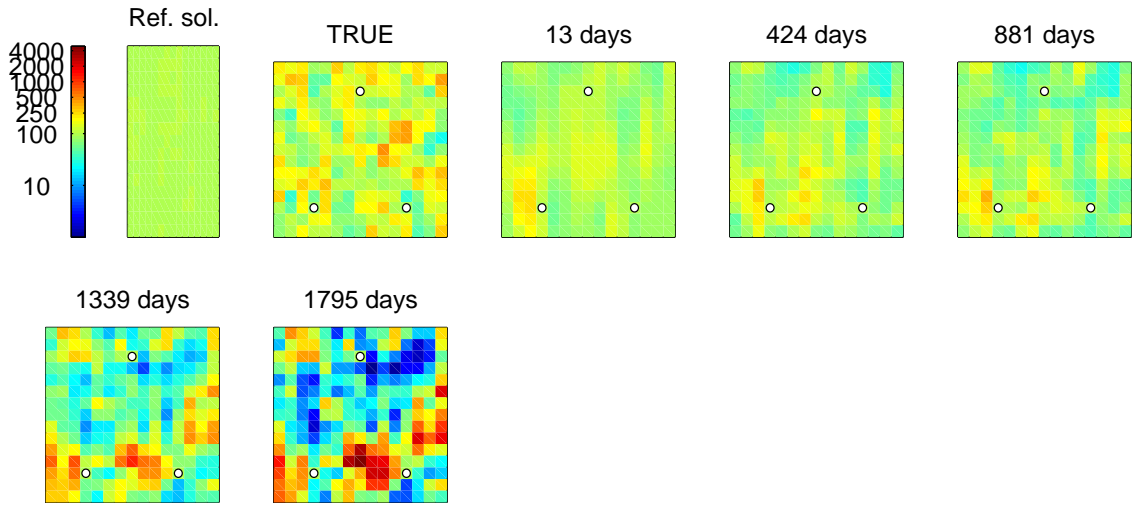 Ref. sol.
TRUE
13 days
424 days
881 days
4000
2000
1000
500
250
100
10
1339 days
1795 days